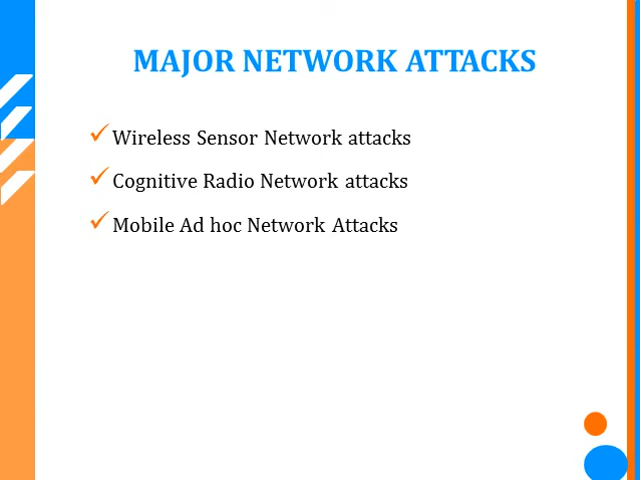 MAJOR NETWORK ATTACKS
Wireless Sensor Network attacks
Cognitive Radio Network attacks
Mobile Ad hoc Network Attacks